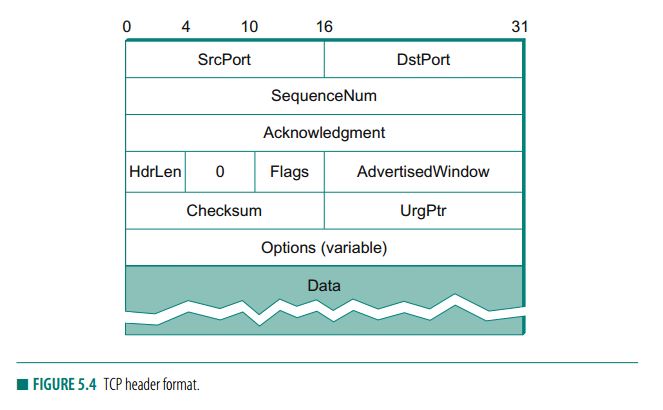 0 4 10 16 31
SrcPort DstPort
SequenceNum
Acknowledgment
HdrLen 0 Flags AdvertisedWindow
Checksum UrgPtr
Options (variable)
Data
FIGURE 5.4 TCP header format.